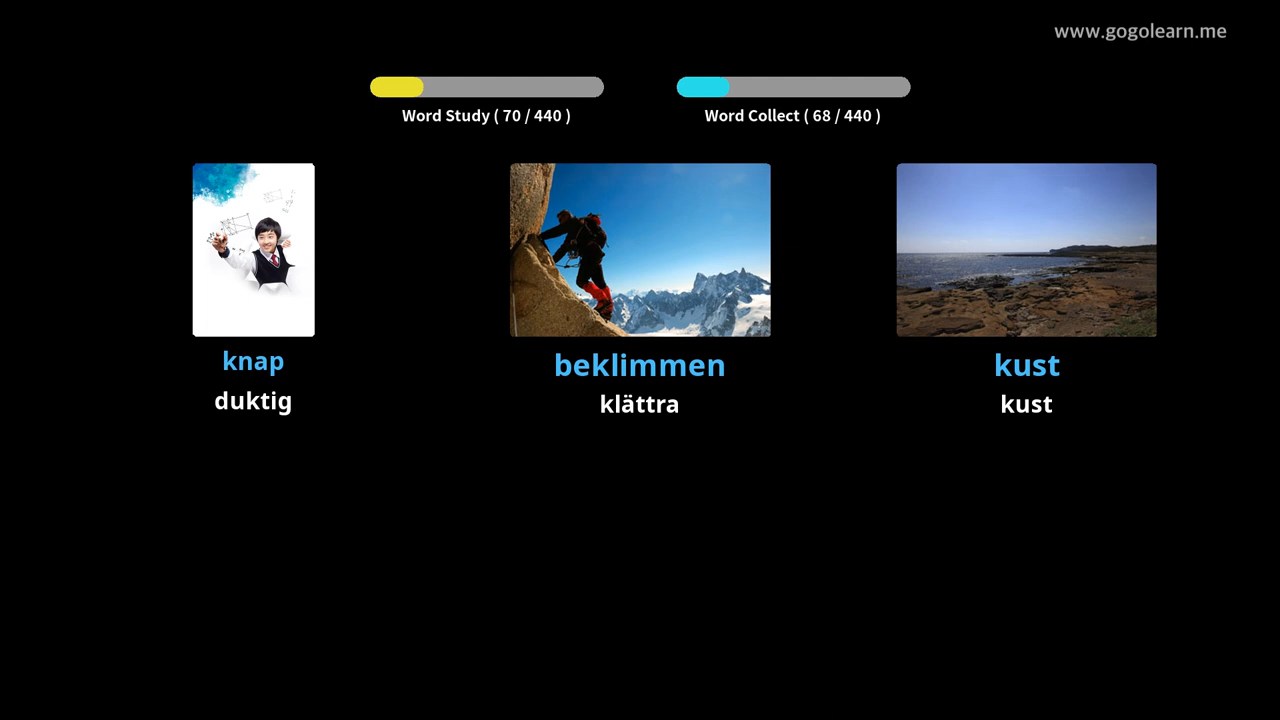 www.gogolearn.me
Word Study ( 70 / 440 )
Word Collect ( 68 / 440 )
knap
duktig
beklimmen
klättra
kust
kust